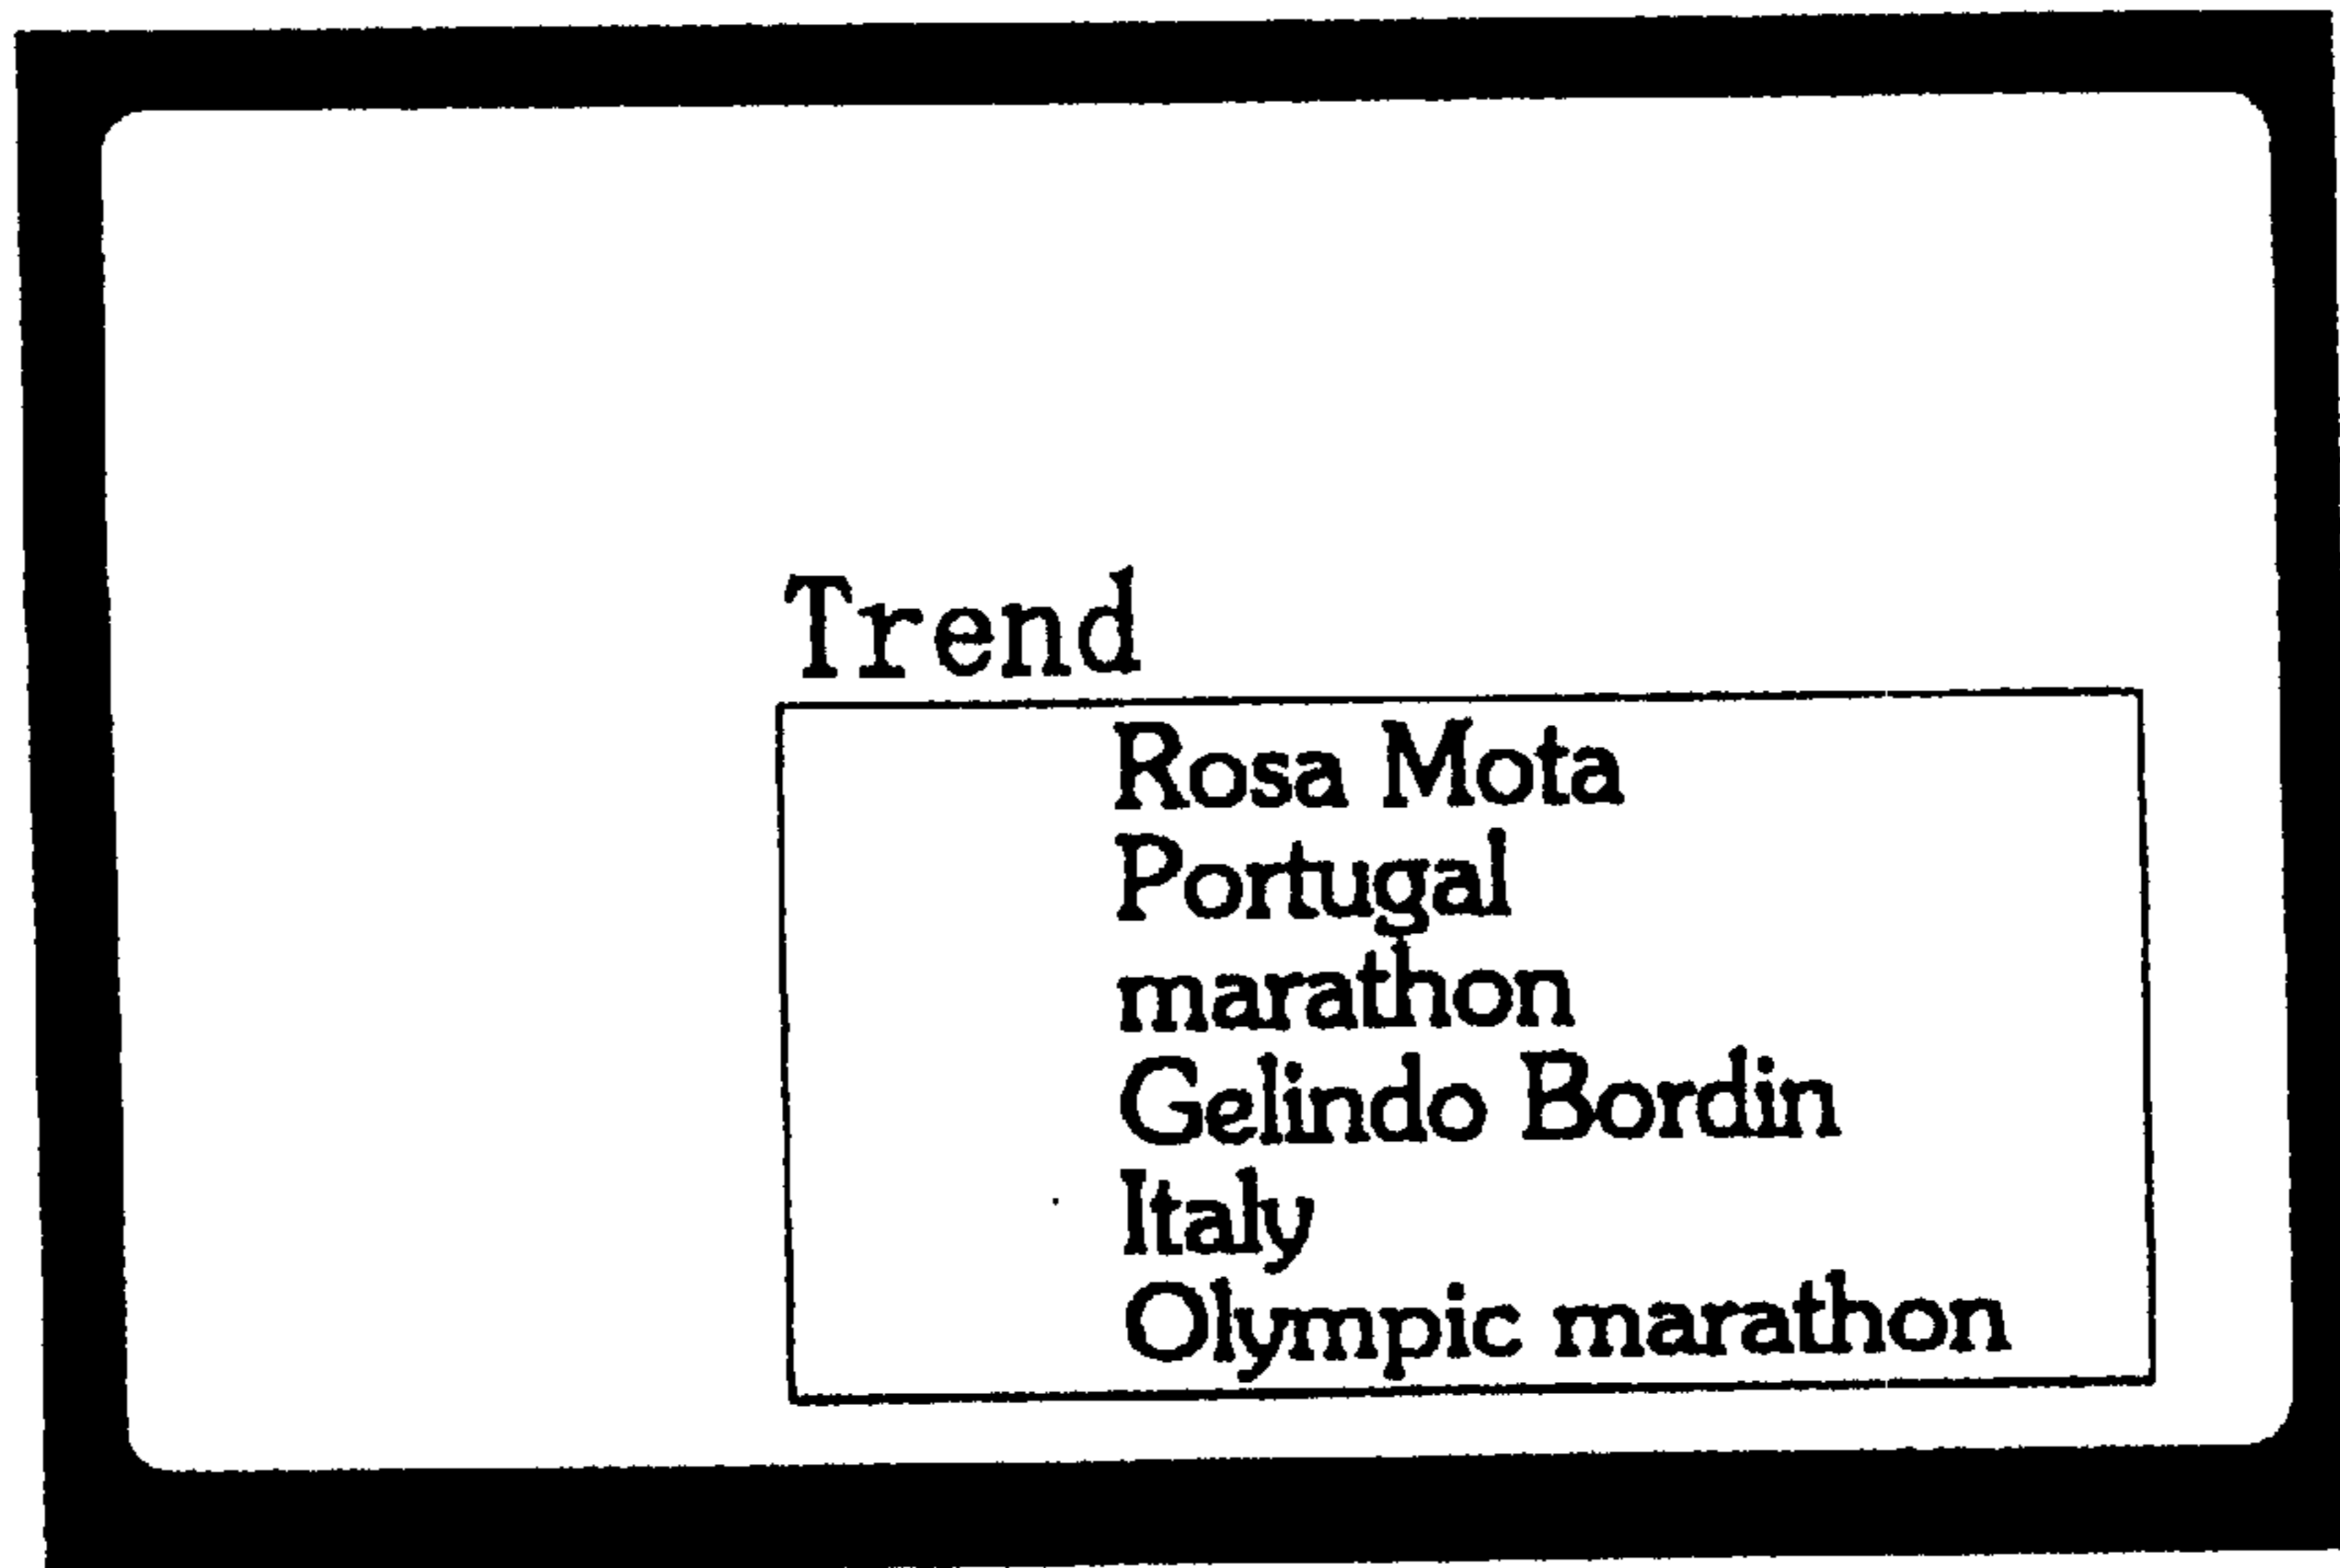 Trend
Rosa Mota
Portugal
marathon
Gelindo Bordin
Italy
Olympic marathon